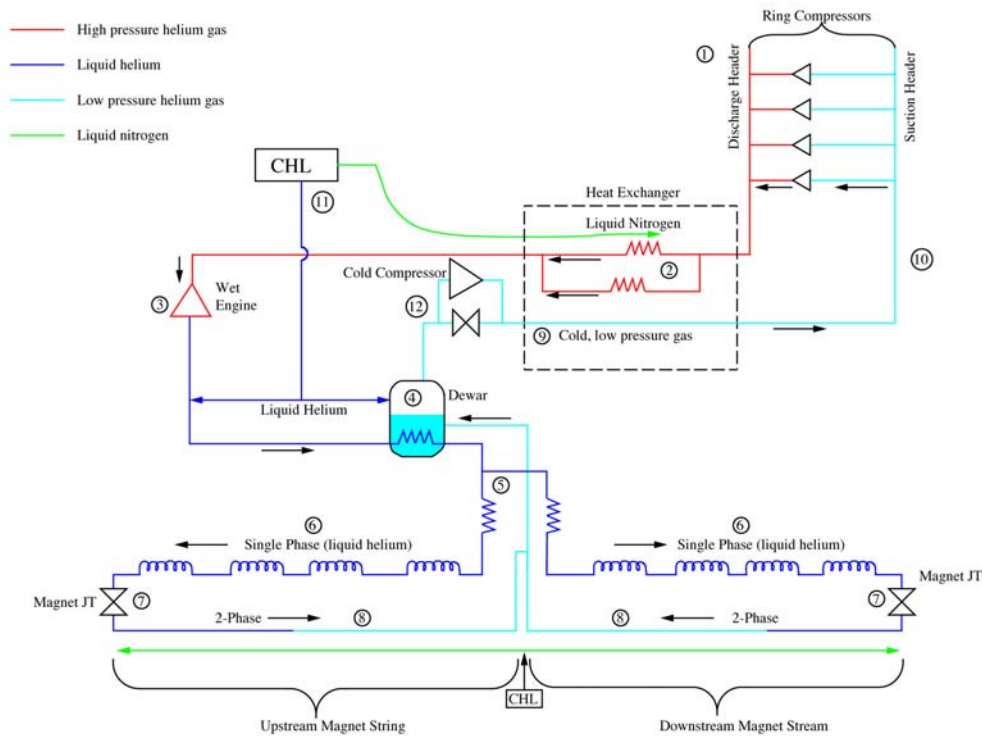 Ring Compressors
High pressure helium gas
Liquid helium
Low pressure helium gas
Liquid nitrogen
1
Discharge Header
Suction Header
CHL
11
Heat Exchanger
Liquid Nitrogen
2
10
Cold Compressor
12
3
Wet
Engine
9
Cold, low pressure gas
4
Dewar
Liquid Helium
5
6
Single Phase (liquid helium)
6
Single Phase (liquid helium)
Magnet JT
7
Magnet JT
7
2-Phase
8
8
2-Phase
CHL
Upstream Magnet String
Downstream Magnet Stream